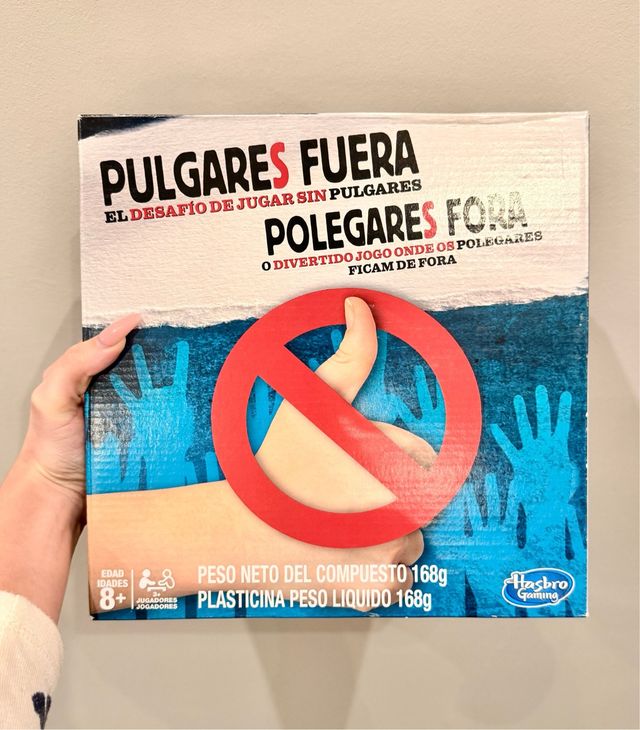 PULGARES FUERA
EL DESAFÍO DE JUGAR SIN PULGARES
POLEGARES FORA
O DIVERTIDO JOGO ONDE OS POLEGARES
FICAM DE FORA
EDAD
IDADES
8+
3+
JUGADORES
JOGADORES
PESO NETO DEL COMPUESTO 168g
PLASTICINA PESO LIQUIDO 168g
Hasbro
Gaming